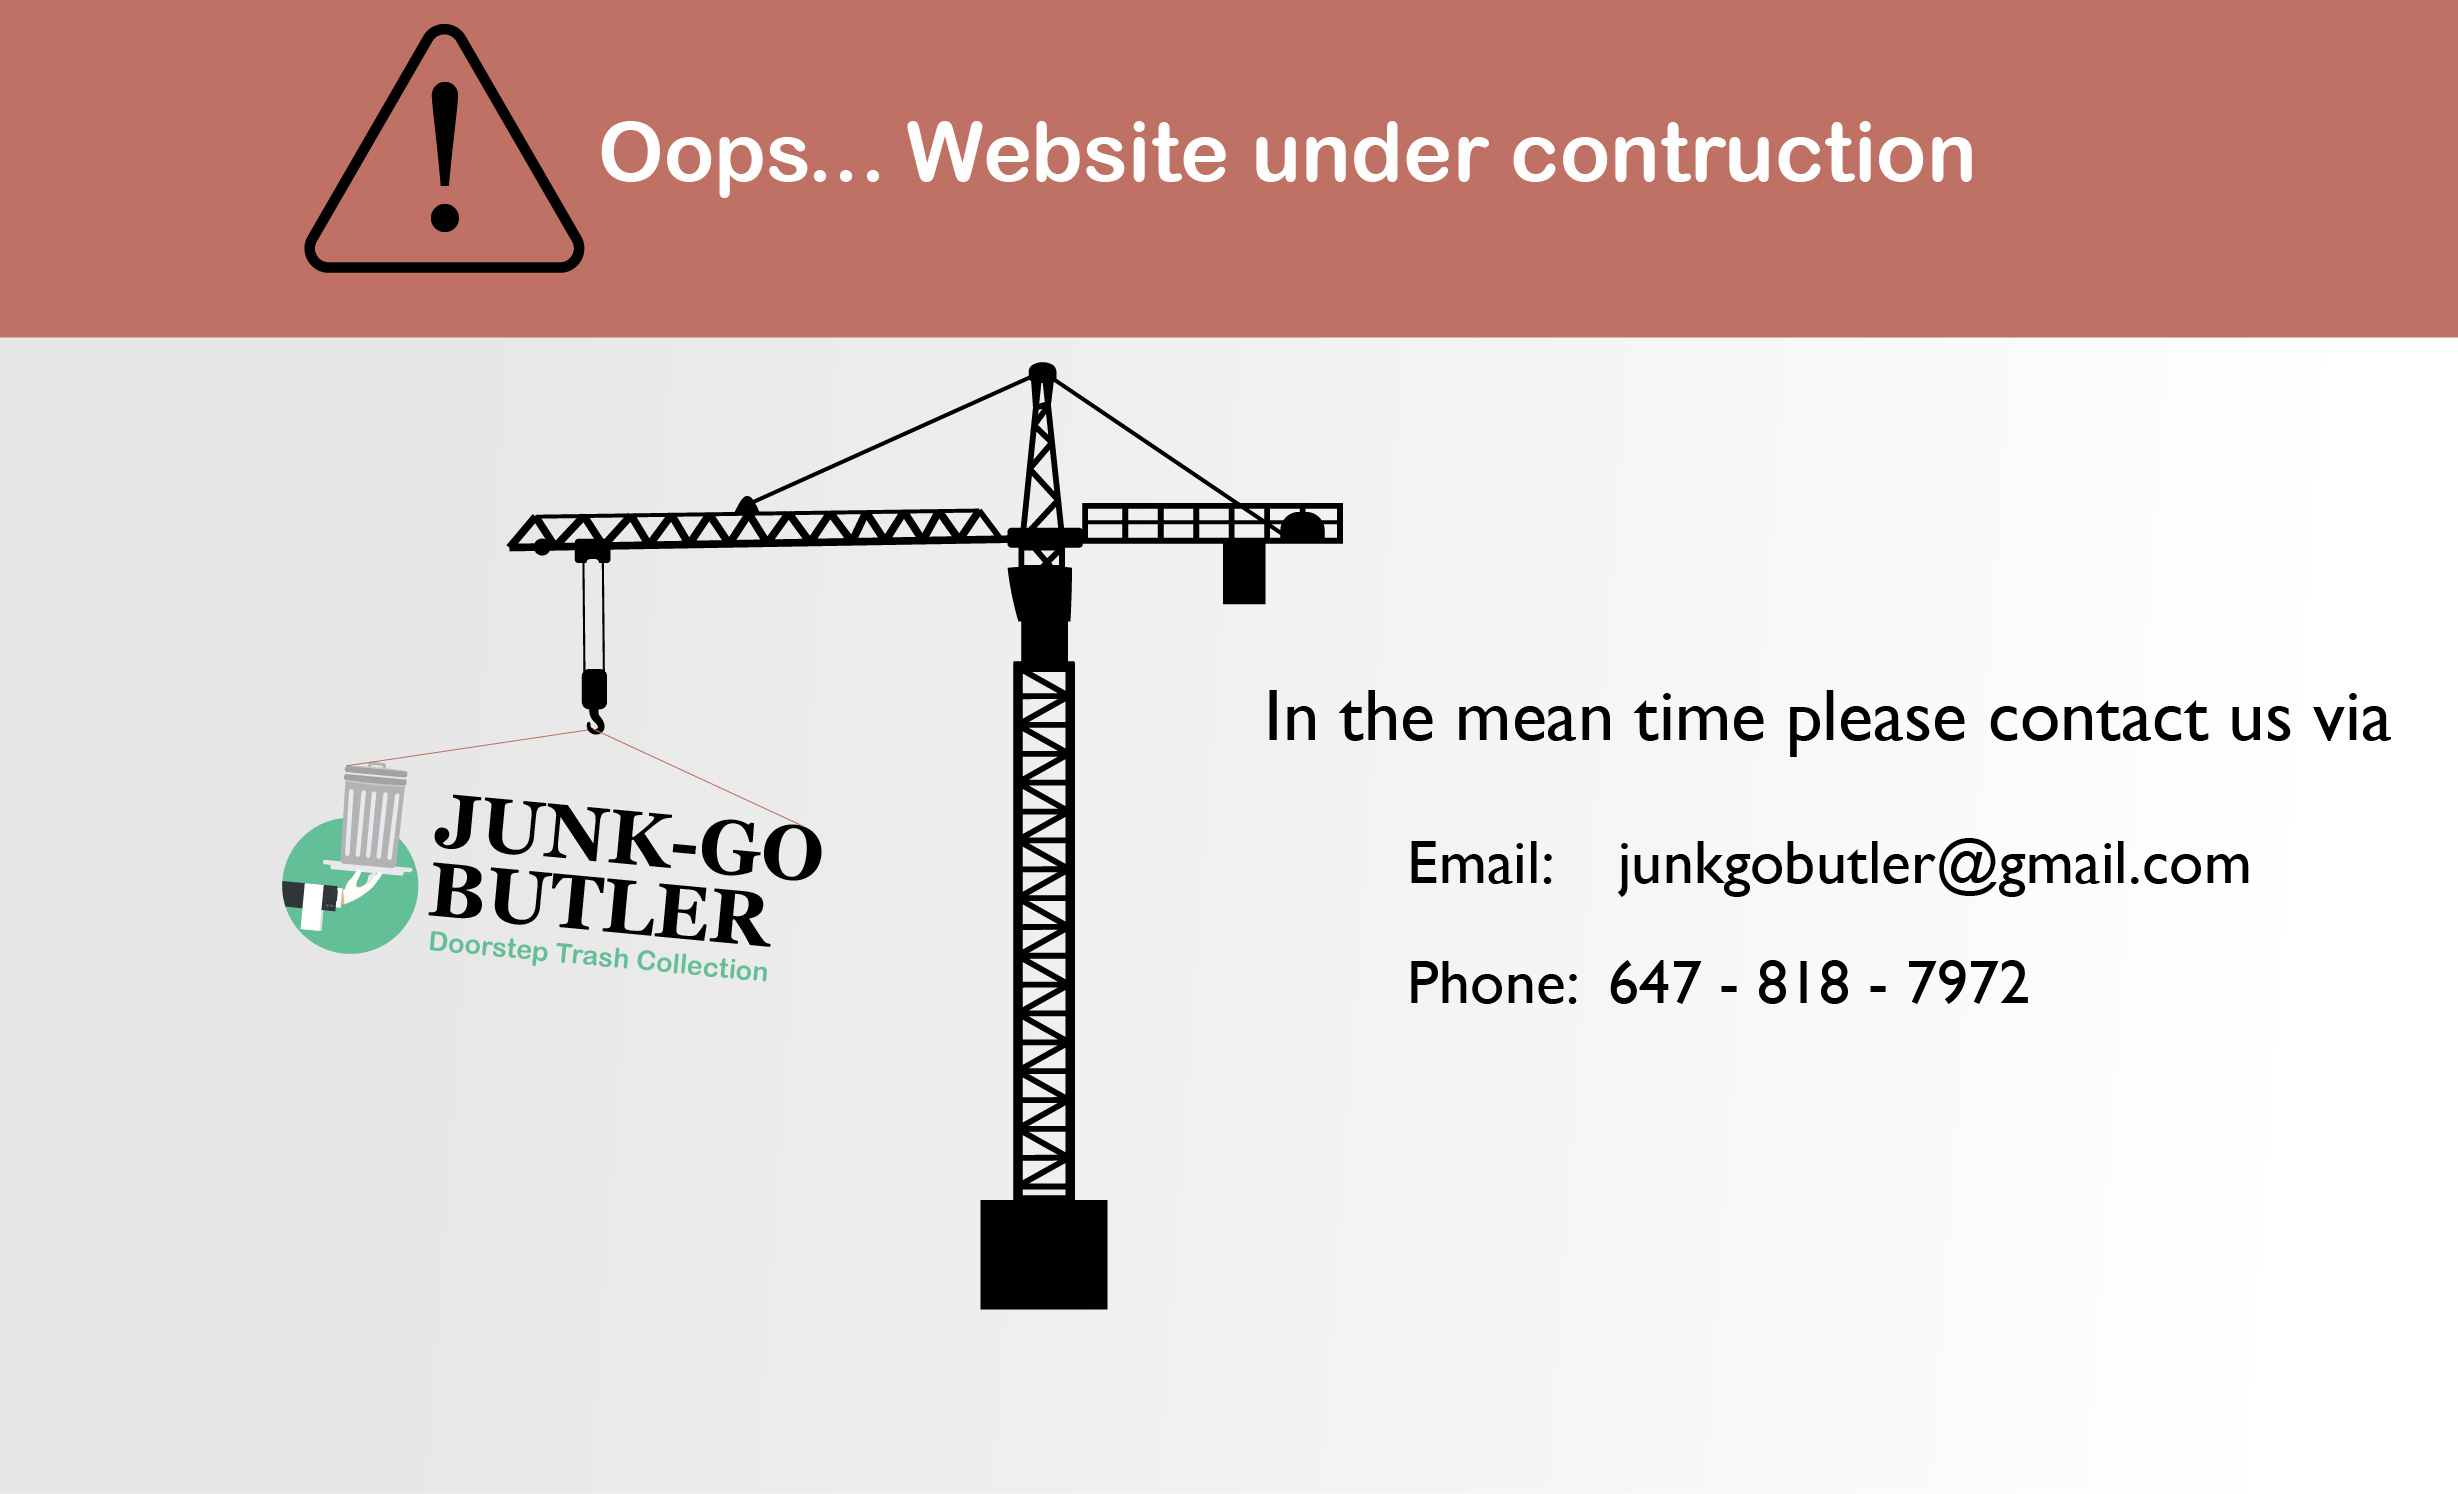 Oops... Website under contruction
In the mean time please contact us via
Email: junkgobutler@gmail.com
Phone: 647 - 818 - 7972
JUNK-GO
BUTLER
Doorstep Trash Collection